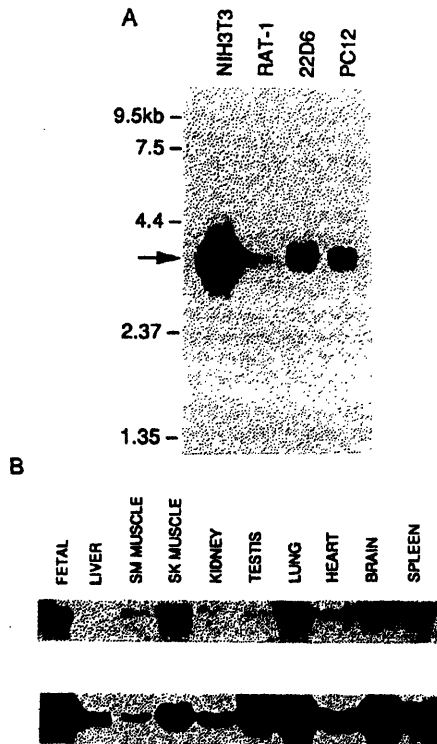 A
NIH3T3
RAT-1
22D6
PC12
9.5kb
7.5
4.4
2.37
1.35
B
FETAL
LIVER
SM MUSCLE
SK MUSCLE
KIDNEY
TESTIS
LUNG
HEART
BRAIN
SPLEEN